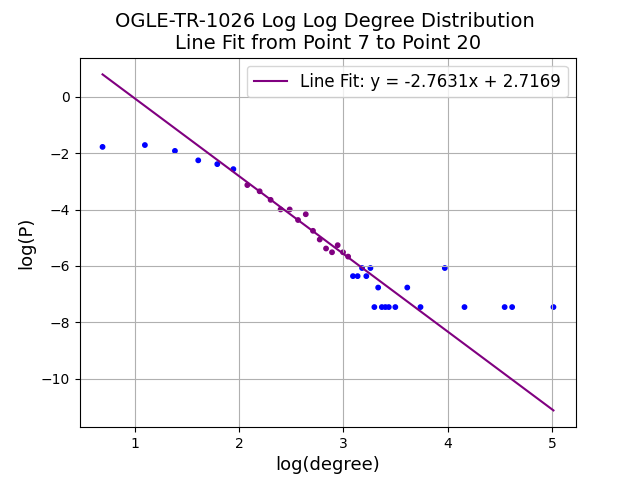 OGLE-TR-1026 Log Log Degree Distribution
Line Fit from Point 7 to Point 20
Line Fit: y = -2.7631x + 2.7169
0
−2
−4
−6
−8
−10
log(P)
1 2 3 4 5
log(degree)